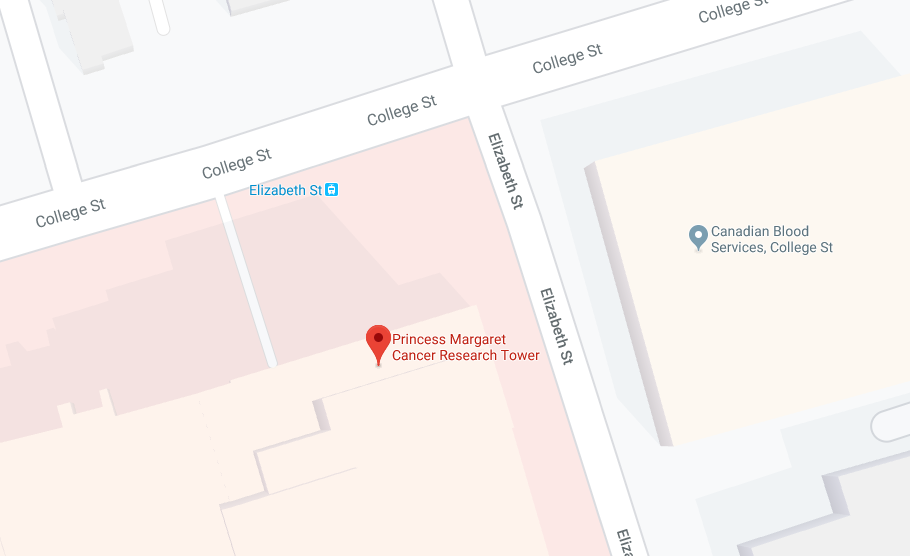 College St
College St
College St
College St
College St
Elizabeth St
Elizabeth St
Canadian Blood
Services, College St
Elizabeth St
Princess Margaret
Cancer Research Tower